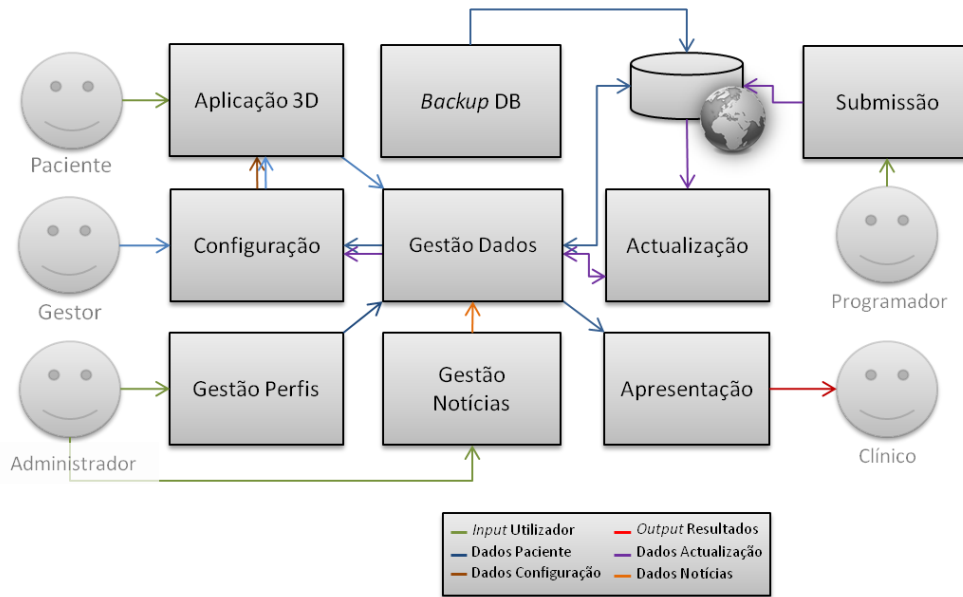 Aplicação 3D
Backup DB
Submissão
Paciente
Configuração
Gestão Dados
Actualização
Gestor
Programador
Gestão Perfis
Gestão
Notícias
Apresentação
Administrador
Clínico
Input Utilizador
Output Resultados
Dados Paciente
Dados Actualização
Dados Configuração
Dados Notícias